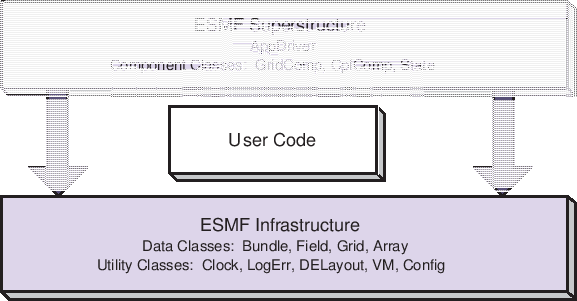 ESMF Superstructure
AppDriver
Component Classes: GridComp, CplComp, State
User Code
ESMF Infrastructure
Data Classes: Bundle, Field, Grid, Array
Utility Classes: Clock, LogErr, DELayout, VM, Config